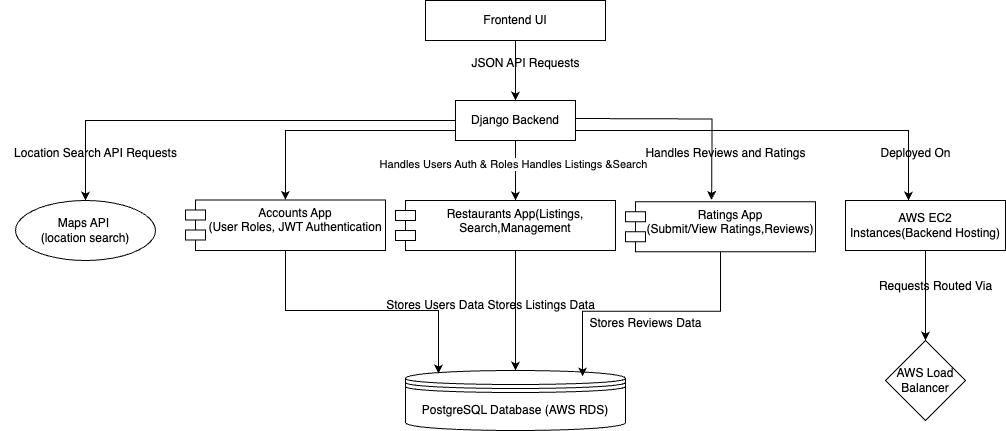 Frontend UI
JSON API Requests
Django Backend
Location Search API Requests
Handles Users Auth & Roles Handles Listings &Search
Handles Reviews and Ratings
Deployed On
Maps API
(location search)
Accounts App
(User Roles, JWT Authentication
Restaurants App(Listings,
Search,Management
Ratings App
(Submit/View Ratings,Reviews)
AWS EC2
Instances(Backend Hosting)
Requests Routed Via
Stores Users Data Stores Listings Data
Stores Reviews Data
AWS Load
Balancer
PostgreSQL Database (AWS RDS)